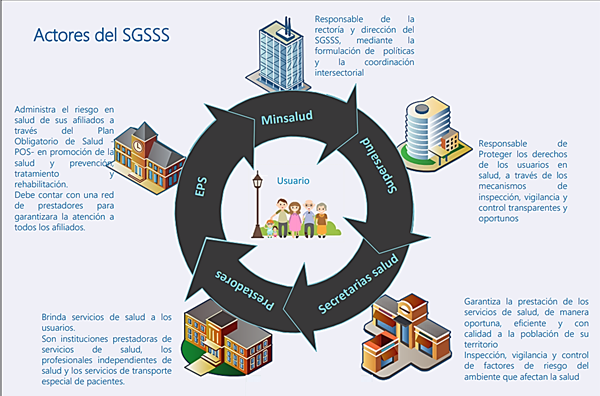 Actores del SGSSS
Responsable de la
rectoría y dirección del
SGSSS, mediante la
formulación de políticas
y la coordinación
intersectorial
Minsalud
Administra el riesgo en
salud de sus afiliados a
través del Plan
Obligatorio de Salud -
POS- en promoción de la
salud y prevención,
tratamiento y
rehabilitación.
Debe contar con una red
de prestadores para
garantizara la atención a
todos los afiliados.
Supersalud
Responsable de
Proteger los derechos
de los usuarios en
salud, a través de los
mecanismos de
inspección, vigilancia y
control transparentes y
oportunos
EPS
Usuario
Prestadores
Secretarias salud
Brinda servicios de salud a los
usuarios.
Son instituciones prestadoras de
servicios de salud, los
profesionales independientes de
salud y los servicios de transporte
especial de pacientes.
Garantiza la prestación de los
servicios de salud, de manera
oportuna, eficiente y con
calidad a la población de su
territorio
Inspección, vigilancia y control
de factores de riesgo del
ambiente que afectan la salud